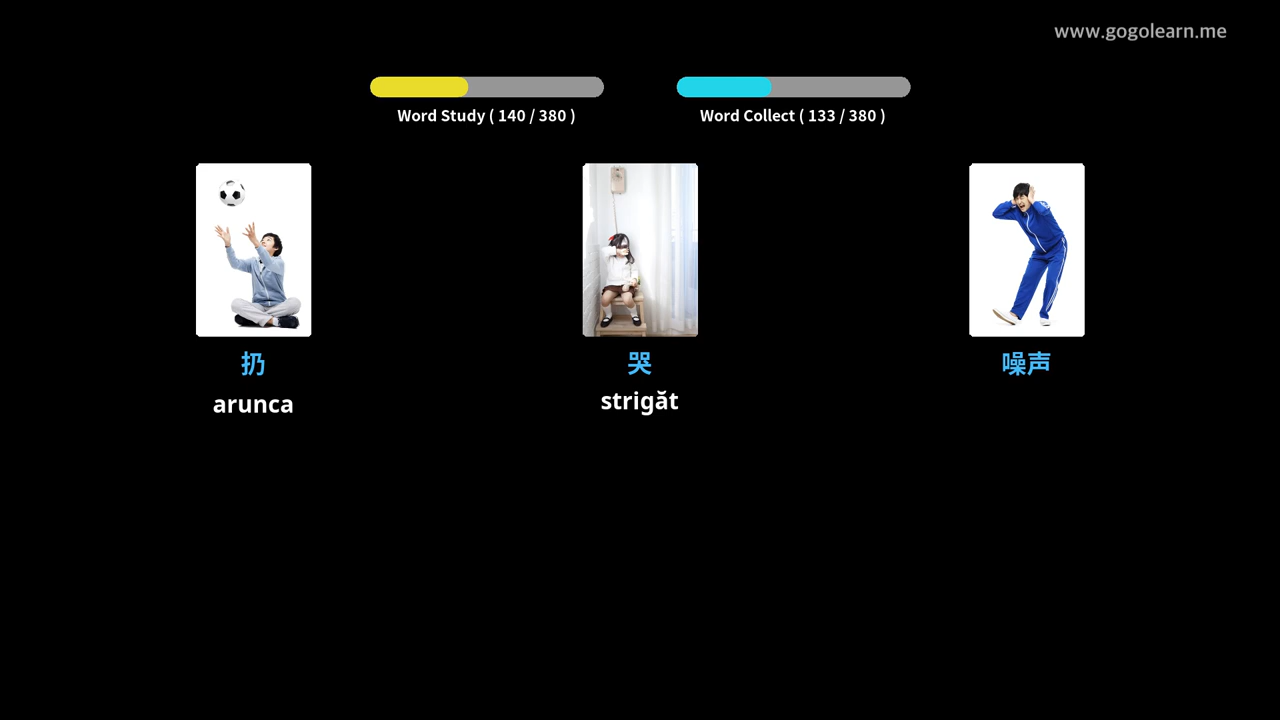 www.gogolearn.me
Word Study ( 140 / 380 )
Word Collect ( 133 / 380 )
扔
哭
噪声
arunca
strigăt